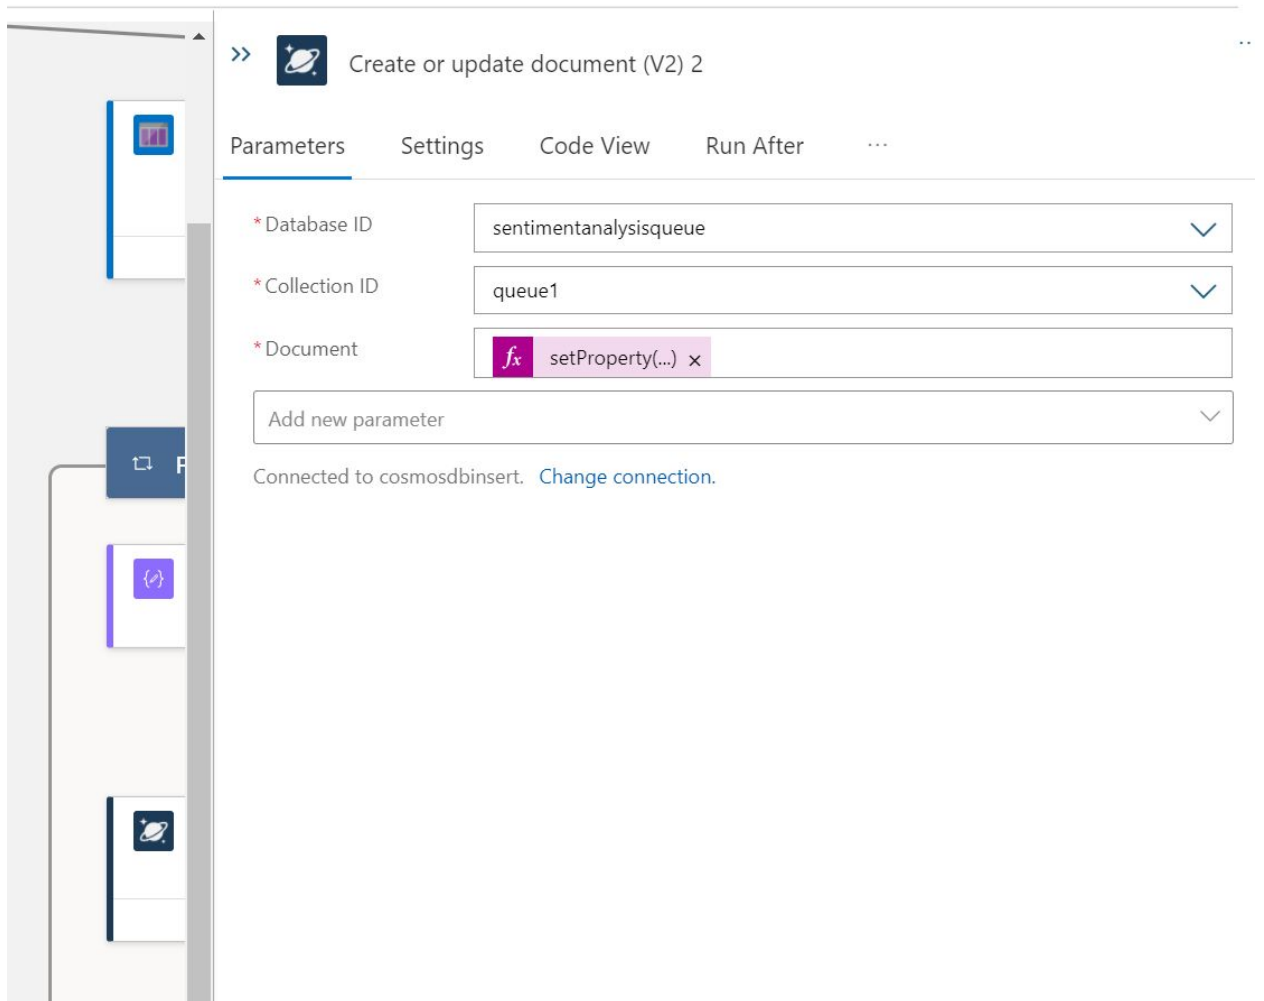 Create or update document (V2) 2
Parameters Settings Code View Run After ...
* Database ID sentimentanalysisqueue
* Collection ID queue1
* Document fx setProperty(...) ×
Add new parameter
Connected to cosmosdbinsert. Change connection.